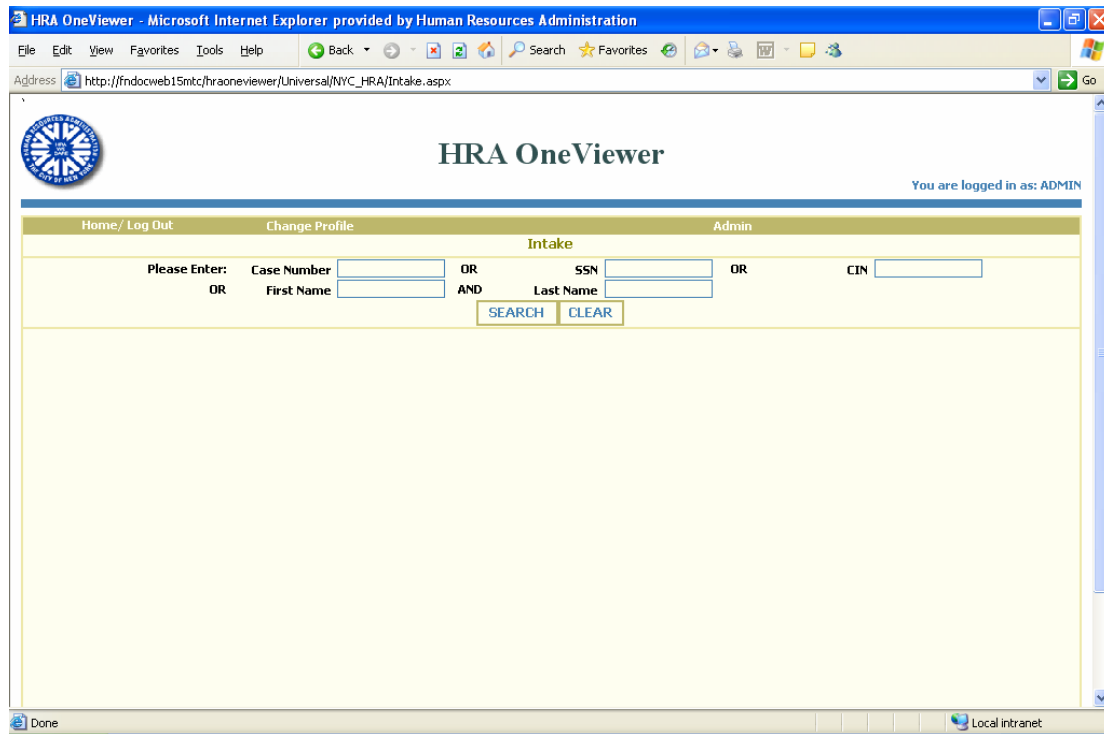 HRA OneViewer - Microsoft Internet Explorer provided by Human Resources Administration
File Edit View Favorites Tools Help Back Search Favorites
Address http://fndocweb15mtc/hraoneviewer/Universal/NYC_HRA/Intake.aspx Go
HRA OneViewer
You are logged in as: ADMIN
Home/ Log Out Change Profile Admin
Intake
Please Enter: Case Number OR SSN OR CIN
OR First Name AND Last Name
SEARCH CLEAR
Done Local intranet